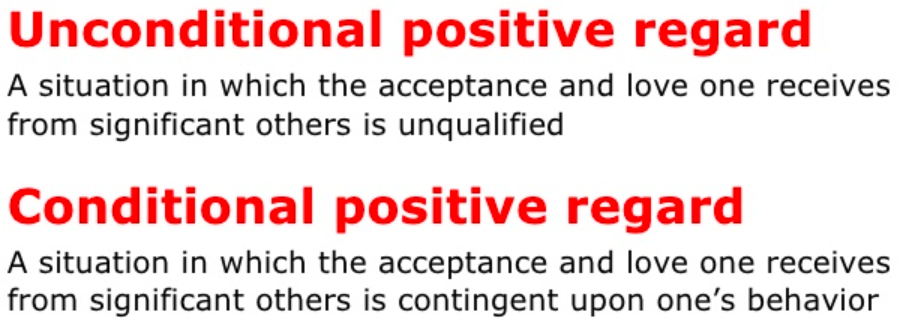 Unconditional positive regard
A situation in which the acceptance and love one receives
from significant others is unqualified
Conditional positive regard
A situation in which the acceptance and love one receives
from significant others is contingent upon one’s behavior